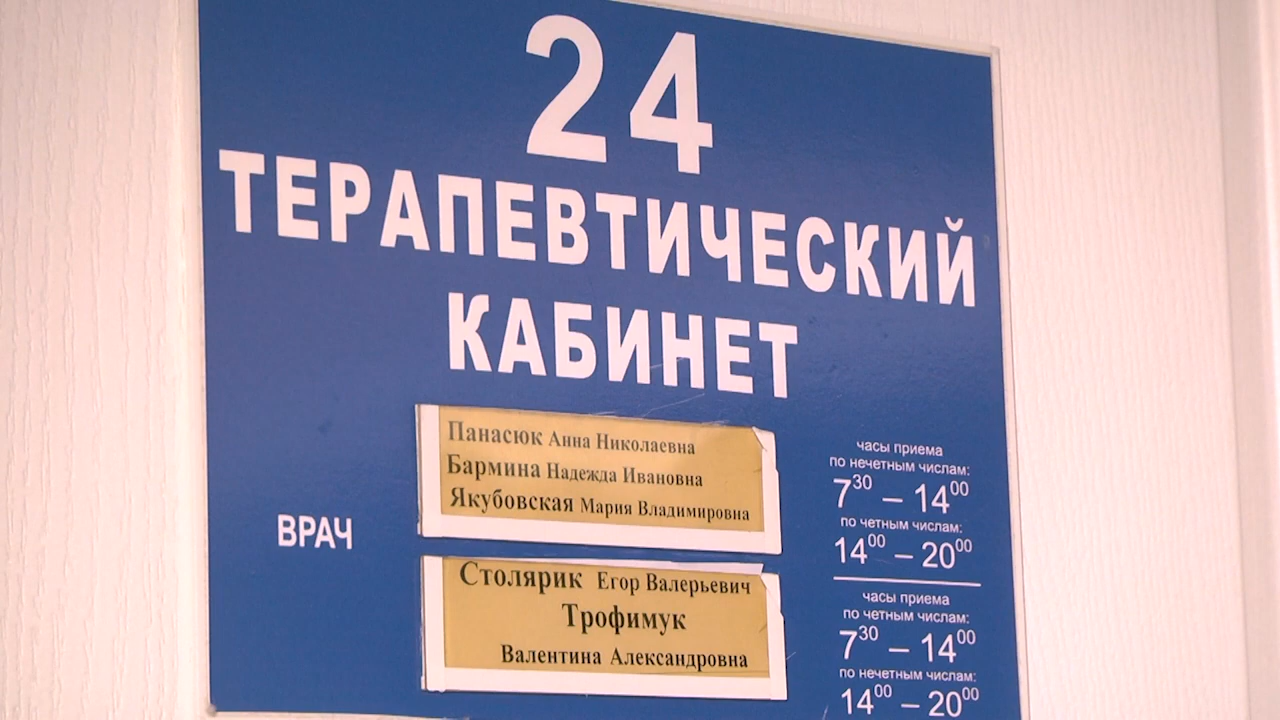 24
ТЕРАПЕВТИЧЕСКИЙ
КАБИНЕТ
ВРАЧ
Панасюк Анна Николаевна
Бармина Надежда Ивановна
Якубовская Мария Владимировна
часы приема
по нечетным числам:
7³⁰ – 14⁰⁰
по четным числам:
14⁰⁰ – 20⁰⁰
Столярик Егор Валерьевич
Трофимук
Валентина Александровна
часы приема
по четным числам:
7³⁰ – 14⁰⁰
по нечетным числам:
14⁰⁰ – 20⁰⁰